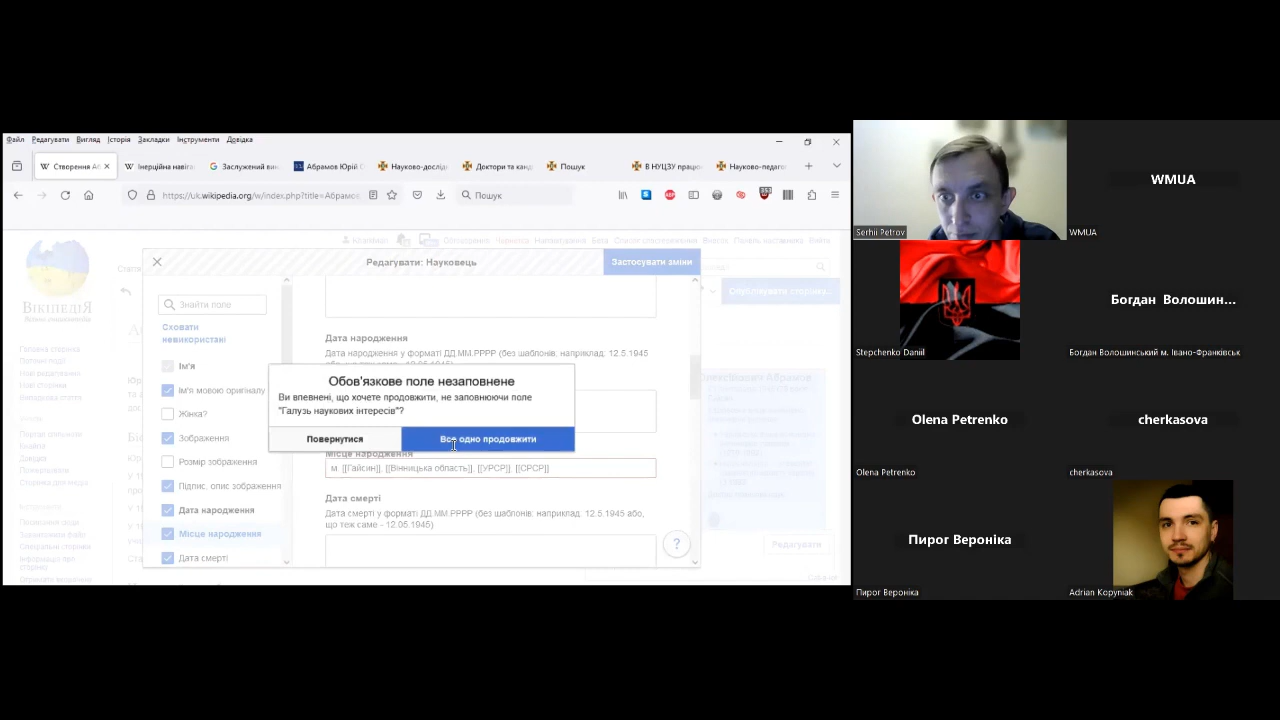 Файл Редагувати Вигляд Історія Закладки Інструменти Довідка
Створення Аб
Інерційна навіга
Заслужений вин
Абрамов Юрій О
Науково-дослід
Доктори та канд
Пошук
В НУЦЗУ працю
Науково-педагог
https://uk.wikipedia.org/w/index.php?title=Абрамов
Пошук
ВІКІПЕДІЯ
Редагувати: Науковець
Застосувати зміни
Опублікувати сторінку...
Знайти поле
Сховати
невикористані
Ім'я
Ім'я мовою оригіналу
Жінка?
Зображення
Розмір зображення
Підпис, опис зображення
Дата народження
Місце народження
Дата смерті
Дата народження
Дата народження у форматі ДД.ММ.РРРР (без шаблонів; наприклад: 12.5.1945
Обов'язкове поле незаповнене
Ви впевнені, що хочете продовжити, не заповнюючи поле
"Галузь наукових інтересів"?
Повернутися
Все одно продовжити
Місце народження
м. [[Гайсин]], [[Вінницька область]], [[УРСР]], [[СРСР]]
Дата смерті
Дата смерті у форматі ДД.ММ.РРРР (без шаблонів; наприклад: 12.5.1945 або,
що теж саме - 12.05.1945)
?
Редагувати
Serhii Petrov
WMUA
WMUA
Stepchenko Daniil
Богдан Волошин...
Богдан Волошинський м. Івано-Франківськ
Olena Petrenko
Olena Petrenko
cherkasova
cherkasova
Пирог Вероніка
Пирог Вероніка
Adrian Kopyniak